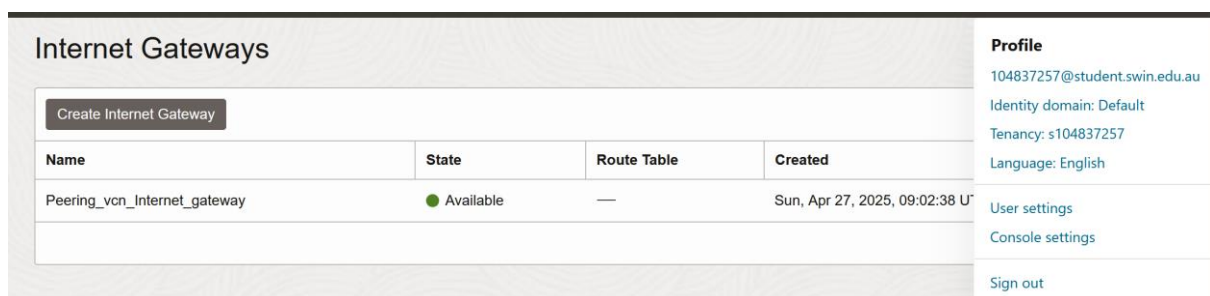 Internet Gateways
Create Internet Gateway
Name State Route Table Created
Peering_vcn_Internet_gateway Available — Sun, Apr 27, 2025, 09:02:38
Profile
104837257@student.swin.edu.au
Identity domain: Default
Tenancy: s104837257
Language: English
User settings
Console settings
Sign out